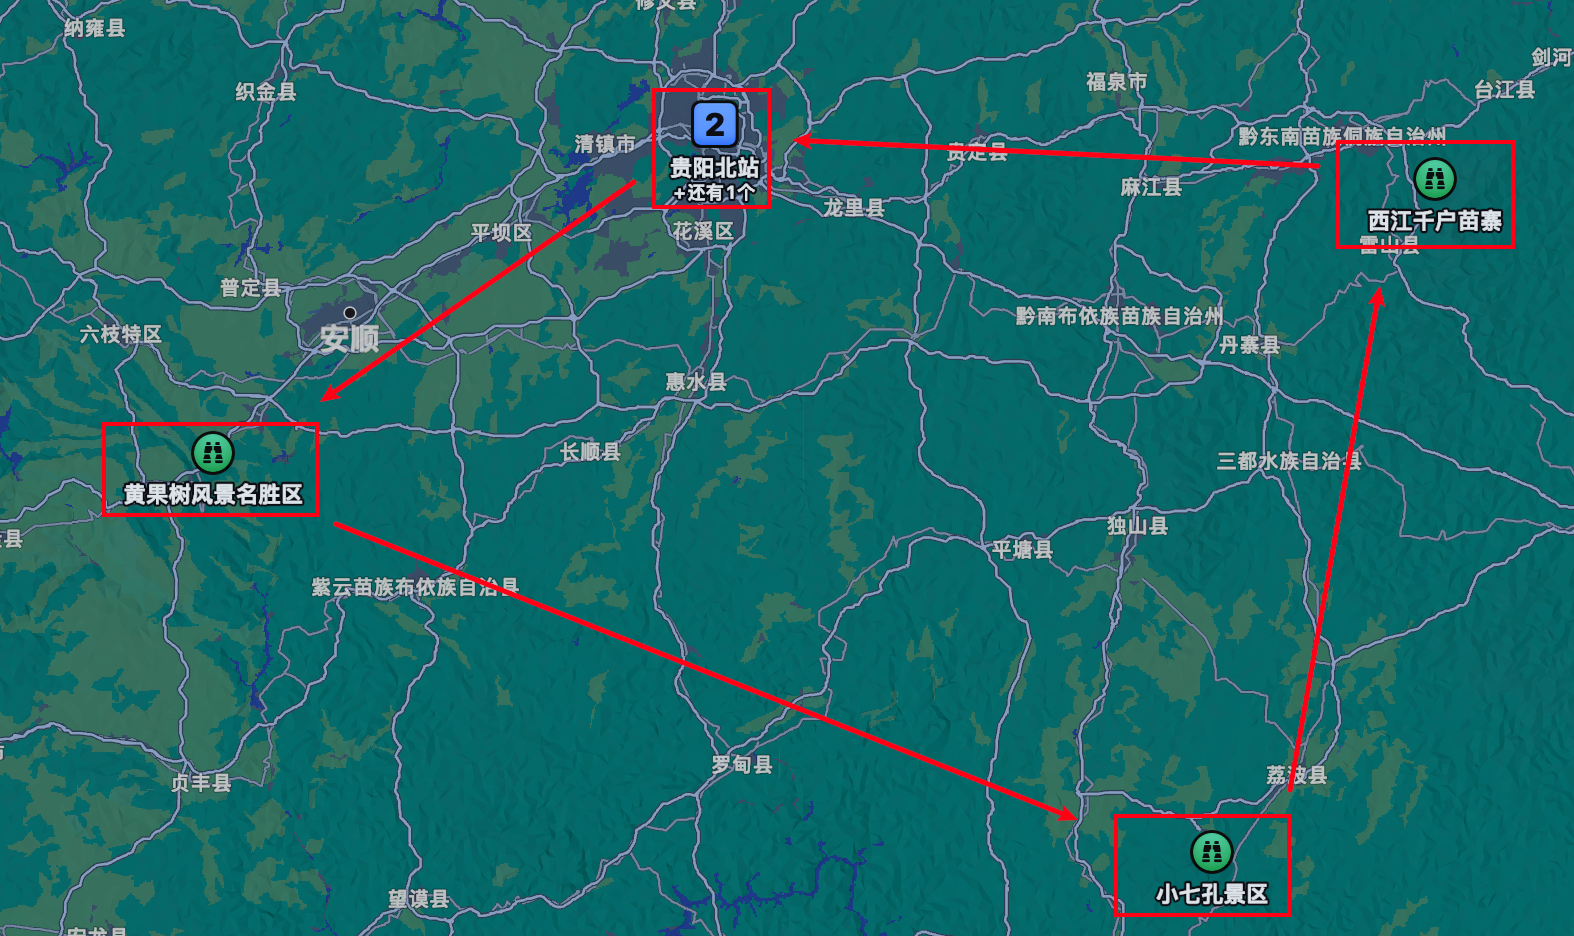 纳雍县
修文县
剑河
织金县
福泉市
台江县
2
清镇市
黔东南苗族侗族自治州
贵定县
贵阳北站
+还有1个
麻江县
龙里县
西江千户苗寨
平坝区
花溪区
雷山县
普定县
黔南布依族苗族自治州
六枝特区
安顺
丹寨县
惠水县
长顺县
三都水族自治县
黄果树风景名胜区
独山县
县
平塘县
紫云苗族布依族自治县
罗甸县
荔波县
贞丰县
小七孔景区
望谟县
安龙县